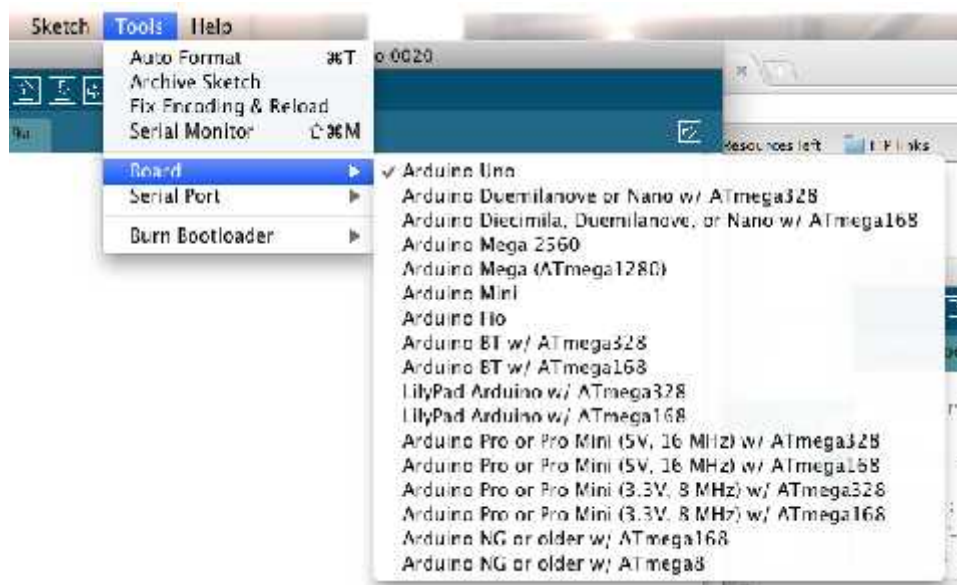 Sketch Tools Help
Auto Format ⌘T
Archive Sketch
Fix Encoding & Reload
Serial Monitor ⇧⌘M
Board
Serial Port
Burn Bootloader
0020
Resources left
links
✓ Arduino Uno
Arduino Duemilanove or Nano w/ ATmega328
Arduino Diecimila, Duemilanove, or Nano w/ ATmega168
Arduino Mega 2560
Arduino Mega (ATmega1280)
Arduino Mini
Arduino Fio
Arduino BT w/ ATmega328
Arduino BT w/ ATmega168
LilyPad Arduino w/ ATmega328
LilyPad Arduino w/ ATmega168
Arduino Pro or Pro Mini (5V, 16 MHz) w/ ATmega328
Arduino Pro or Pro Mini (5V, 16 MHz) w/ ATmega168
Arduino Pro or Pro Mini (3.3V, 8 MHz) w/ ATmega328
Arduino Pro or Pro Mini (3.3V, 8 MHz) w/ ATmega168
Arduino NG or older w/ ATmega168
Arduino NG or older w/ ATmega8